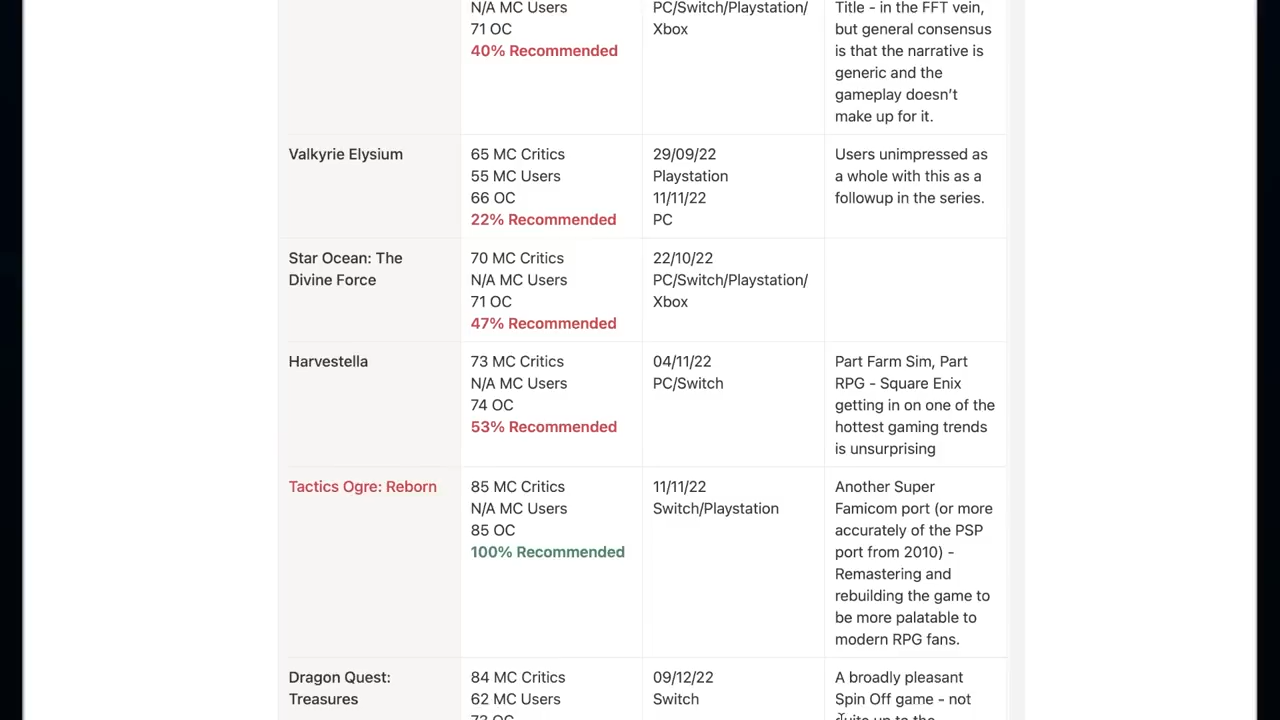 N/A MC Users
71 OC
40% Recommended
PC/Switch/Playstation/
Xbox
Title - in the FFT vein,
but general consensus
is that the narrative is
generic and the
gameplay doesn't
make up for it.
Valkyrie Elysium
65 MC Critics
55 MC Users
66 OC
22% Recommended
29/09/22
Playstation
11/11/22
PC
Users unimpressed as
a whole with this as a
followup in the series.
Star Ocean: The
Divine Force
70 MC Critics
N/A MC Users
71 OC
47% Recommended
22/10/22
PC/Switch/Playstation/
Xbox
Harvestella
73 MC Critics
N/A MC Users
74 OC
53% Recommended
04/11/22
PC/Switch
Part Farm Sim, Part
RPG - Square Enix
getting in on one of the
hottest gaming trends
is unsurprising
Tactics Ogre: Reborn
85 MC Critics
N/A MC Users
85 OC
100% Recommended
11/11/22
Switch/Playstation
Another Super
Famicom port (or more
accurately of the PSP
port from 2010) -
Remastering and
rebuilding the game to
be more palatable to
modern RPG fans.
Dragon Quest:
Treasures
84 MC Critics
62 MC Users
73 OC
09/12/22
Switch
A broadly pleasant
Spin Off game - not
quite up to the